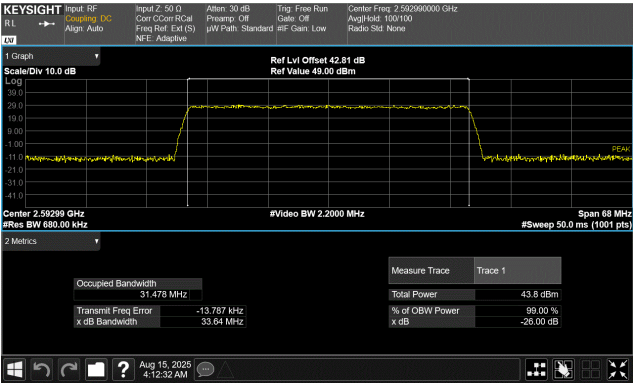 KEYSIGHT Input: RF Input Z: 50 Ω Atten: 30 dB Trig: Free Run Center Freq: 2.592990000 GHz
RL Coupling: DC Corr CCorr RCal Preamp: Off Gate: Off Avg|Hold: 100/100
Align: Auto Freq Ref: Ext (S) µW Path: Standard #IF Gain: Low Radio Std: None
LXI NFE: Adaptive
1 Graph
Ref Lvl Offset 42.81 dB
Scale/Div 10.0 dB Ref Value 49.00 dBm
Log
39.0
29.0
19.0
9.00
-1.00
-11.0 PEAK
-21.0
-31.0
-41.0
Center 2.59299 GHz #Video BW 2.2000 MHz Span 68 MHz
#Res BW 680.00 kHz #Sweep 50.0 ms (1001 pts)
2 Metrics
Measure Trace Trace 1
Occupied Bandwidth
31.478 MHz Total Power 43.8 dBm
Transmit Freq Error -13.787 kHz % of OBW Power 99.00 %
x dB Bandwidth 33.64 MHz x dB -26.00 dB
? Aug 15, 2025
4:12:32 AM